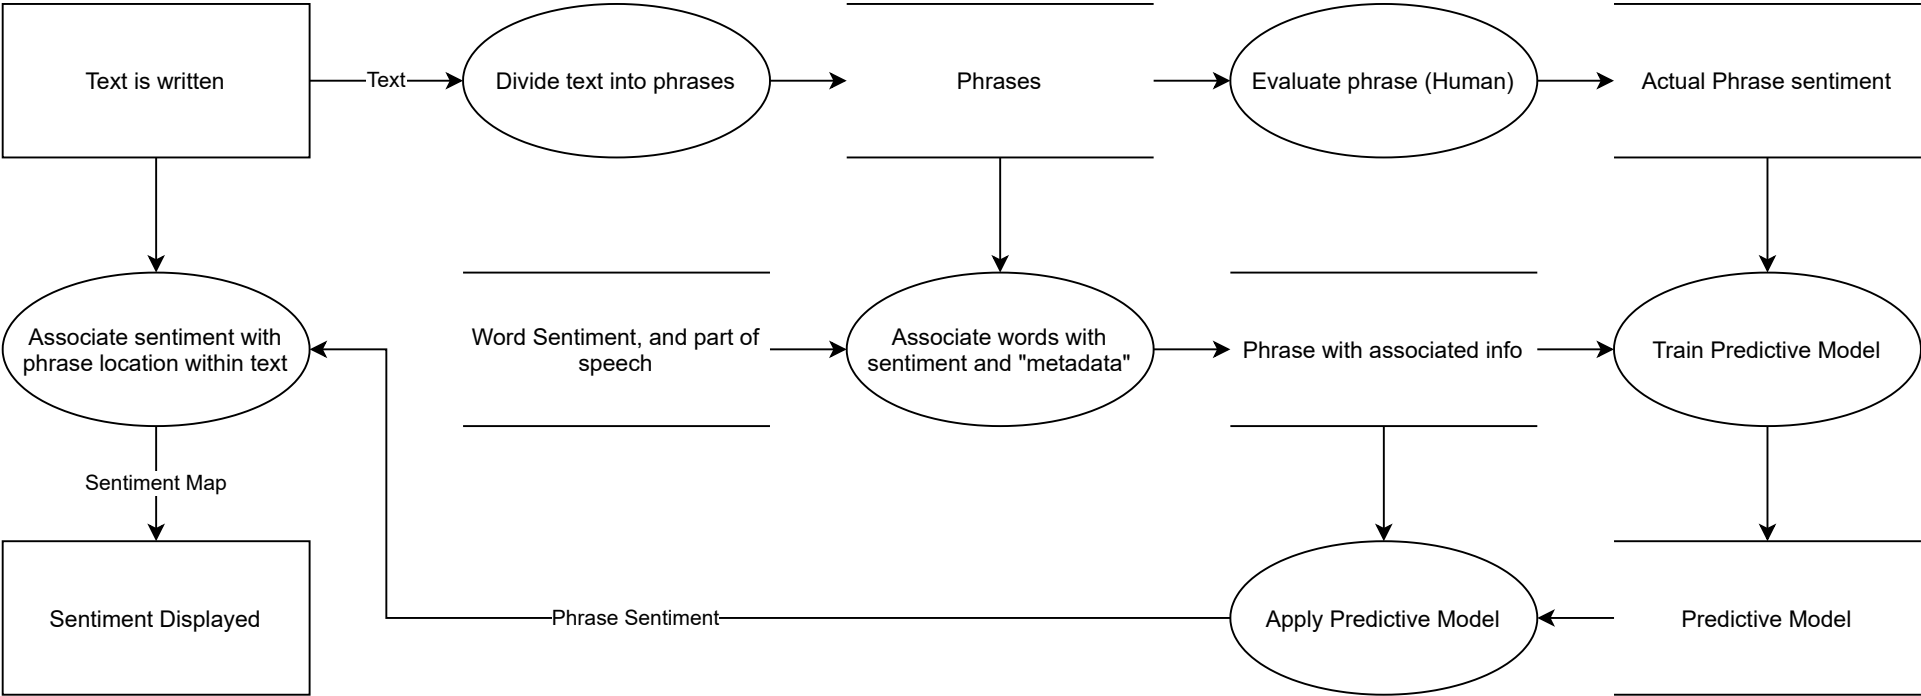 Text is written
Text
Divide text into phrases
Phrases
Evaluate phrase (Human)
Actual Phrase sentiment
Associate sentiment with
phrase location within text
Word Sentiment, and part of
speech
Associate words with
sentiment and "metadata"
Phrase with associated info
Train Predictive Model
Sentiment Map
Sentiment Displayed
Phrase Sentiment
Apply Predictive Model
Predictive Model